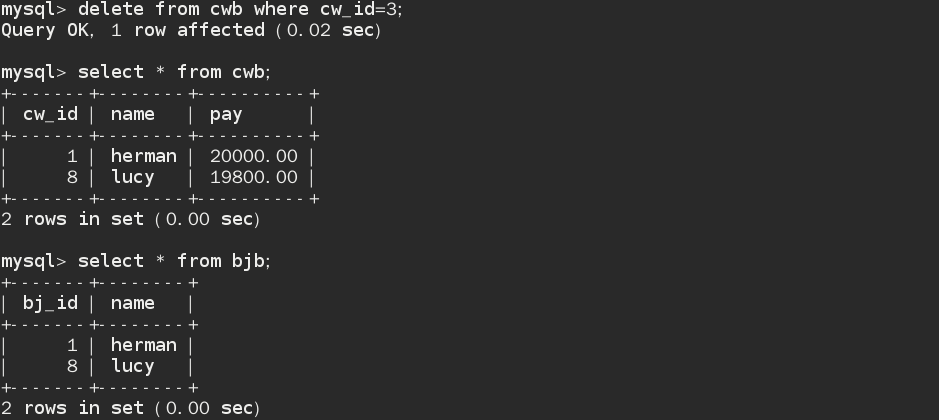 mysql> delete from cwb where cw_id=3;
Query OK, 1 row affected (0.02 sec)
mysql> select * from cwb;
+-------+--------+----------+
| cw_id | name   | pay      |
+-------+--------+----------+
|     1 | herman | 20000.00 |
|     8 | lucy   | 19800.00 |
+-------+--------+----------+
2 rows in set (0.00 sec)
mysql> select * from bjb;
+-------+--------+
| bj_id | name   |
+-------+--------+
|     1 | herman |
|     8 | lucy   |
+-------+--------+
2 rows in set (0.00 sec)